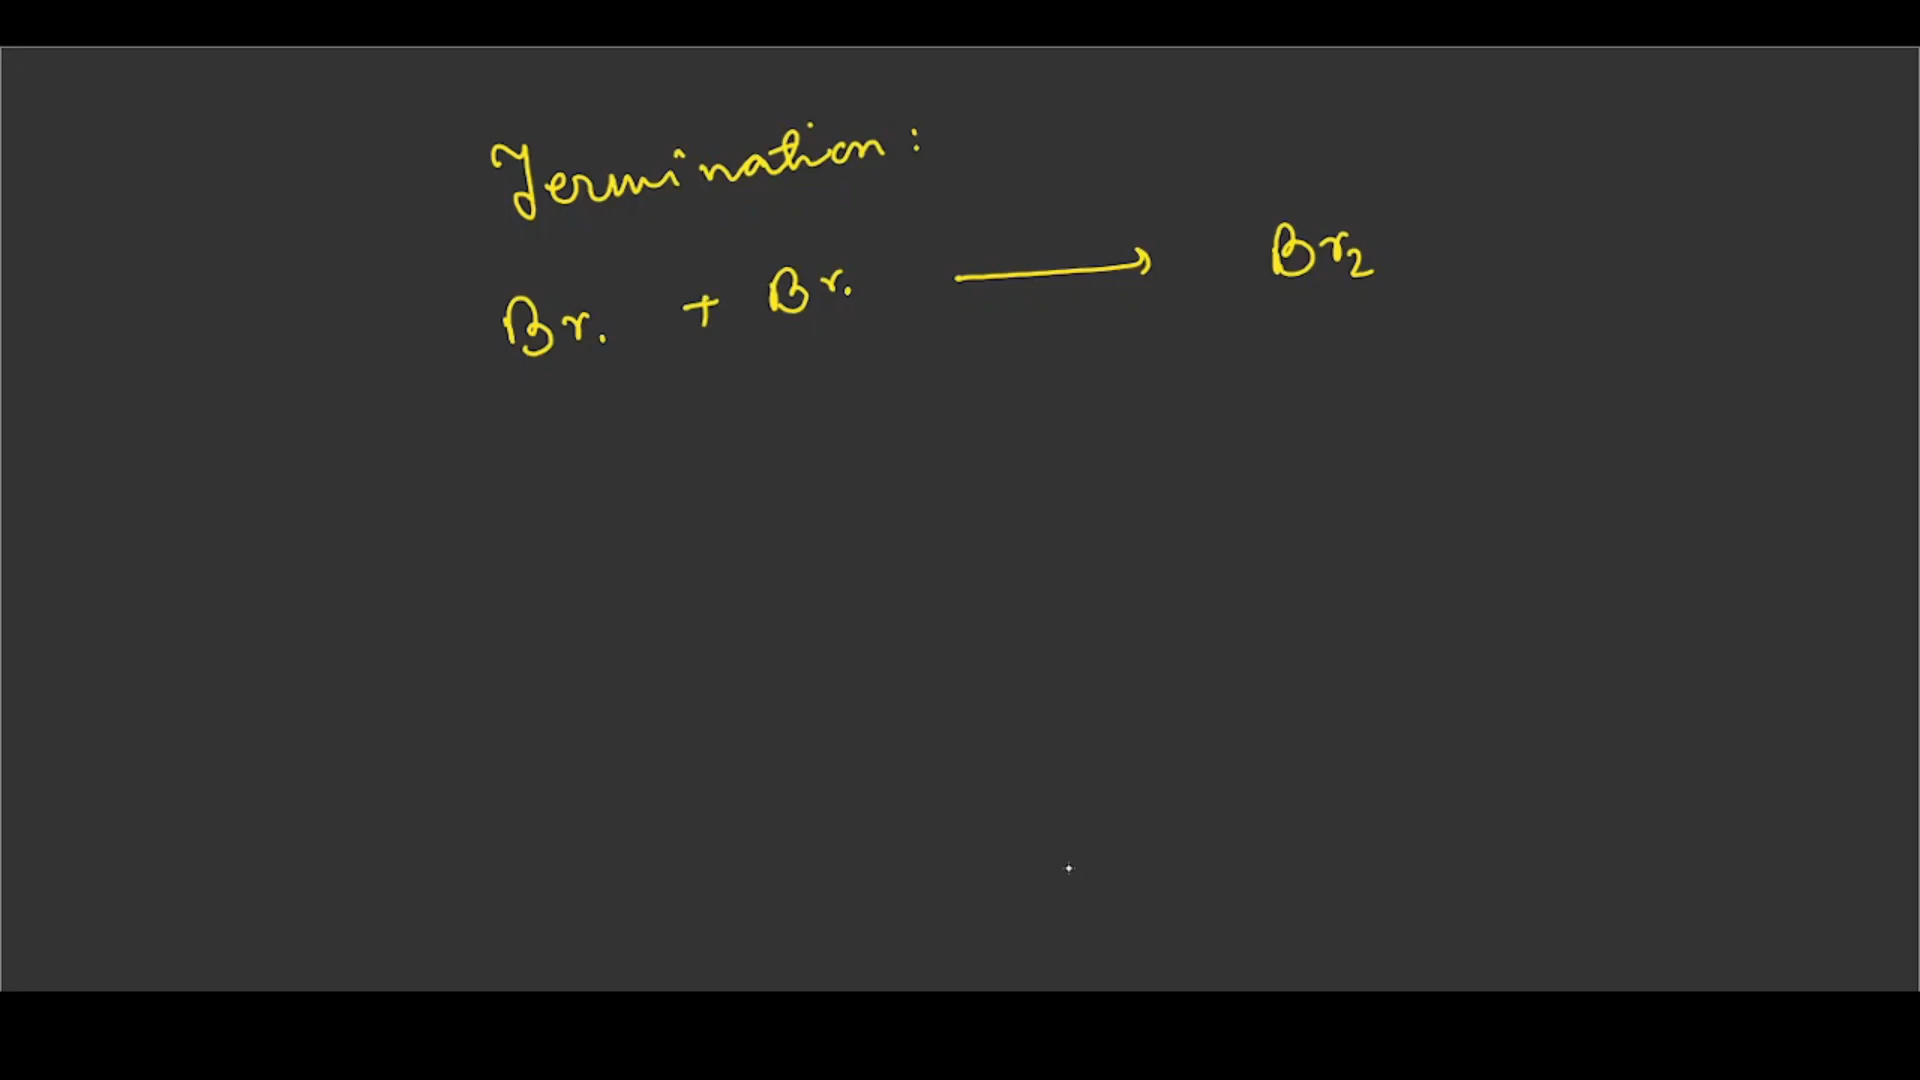 Termination:
Br. + Br. ⟶ Br₂